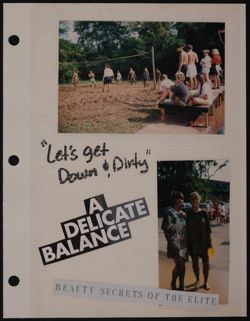 "Let's get
Down & Dirty"
A
DELICATE
BALANCE
BEAUTY SECRETS OF THE ELITE